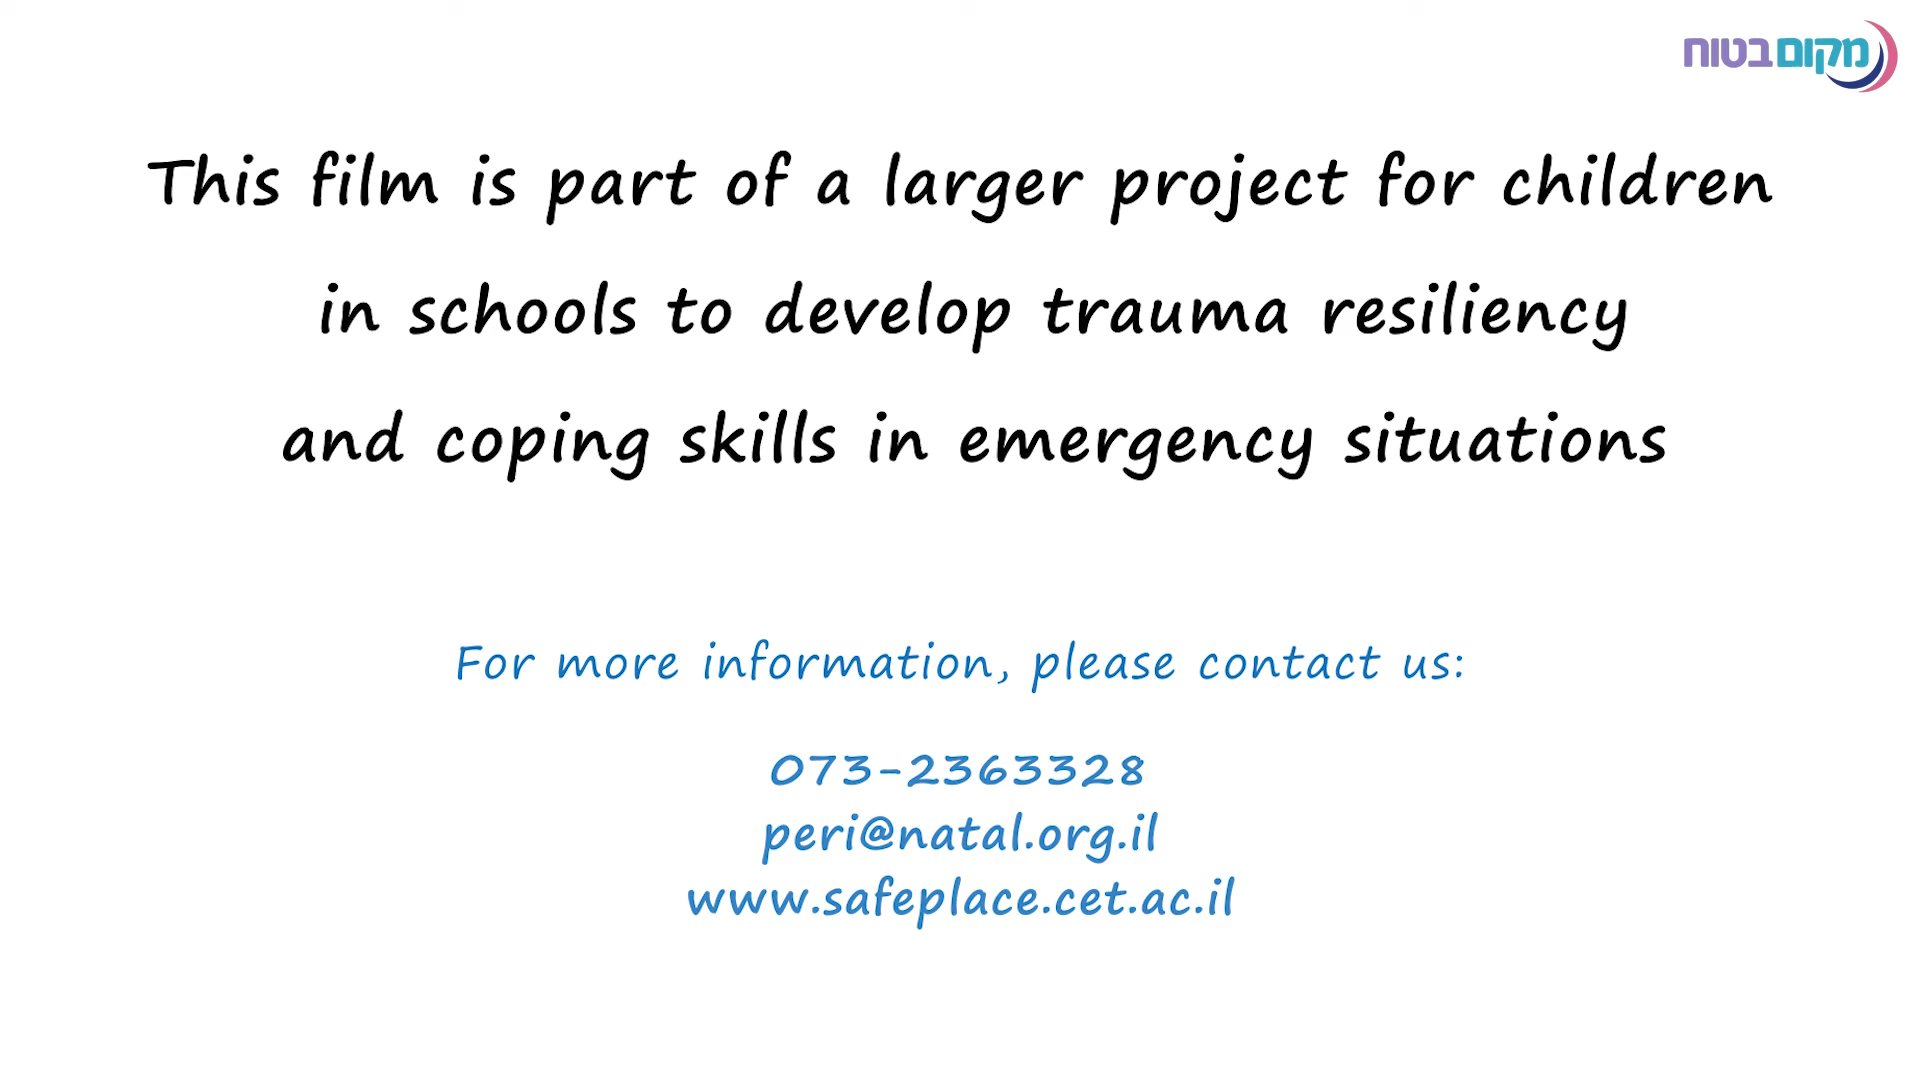 מקום בטוח
This film is part of a larger project for children
in schools to develop trauma resiliency
and coping skills in emergency situations
For more information, please contact us:
073-2363328
peri@natal.org.il
www.safeplace.cet.ac.il